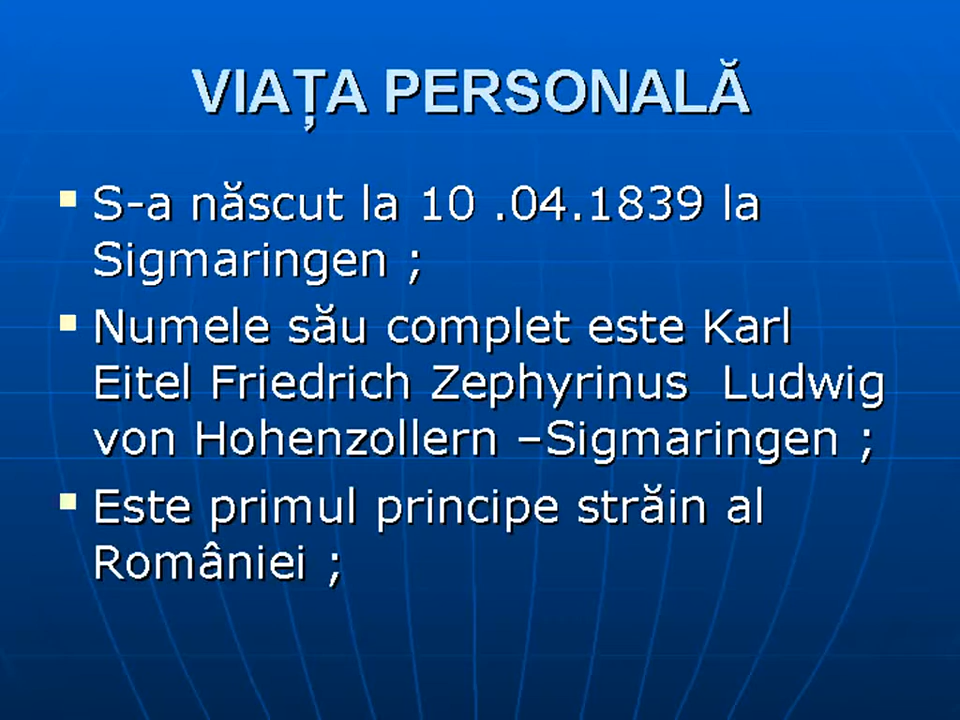 VIAȚA PERSONALĂ
S-a născut la 10 .04.1839 la
Sigmaringen ;
Numele său complet este Karl
Eitel Friedrich Zephyrinus  Ludwig
von Hohenzollern –Sigmaringen ;
Este primul principe străin al
României ;